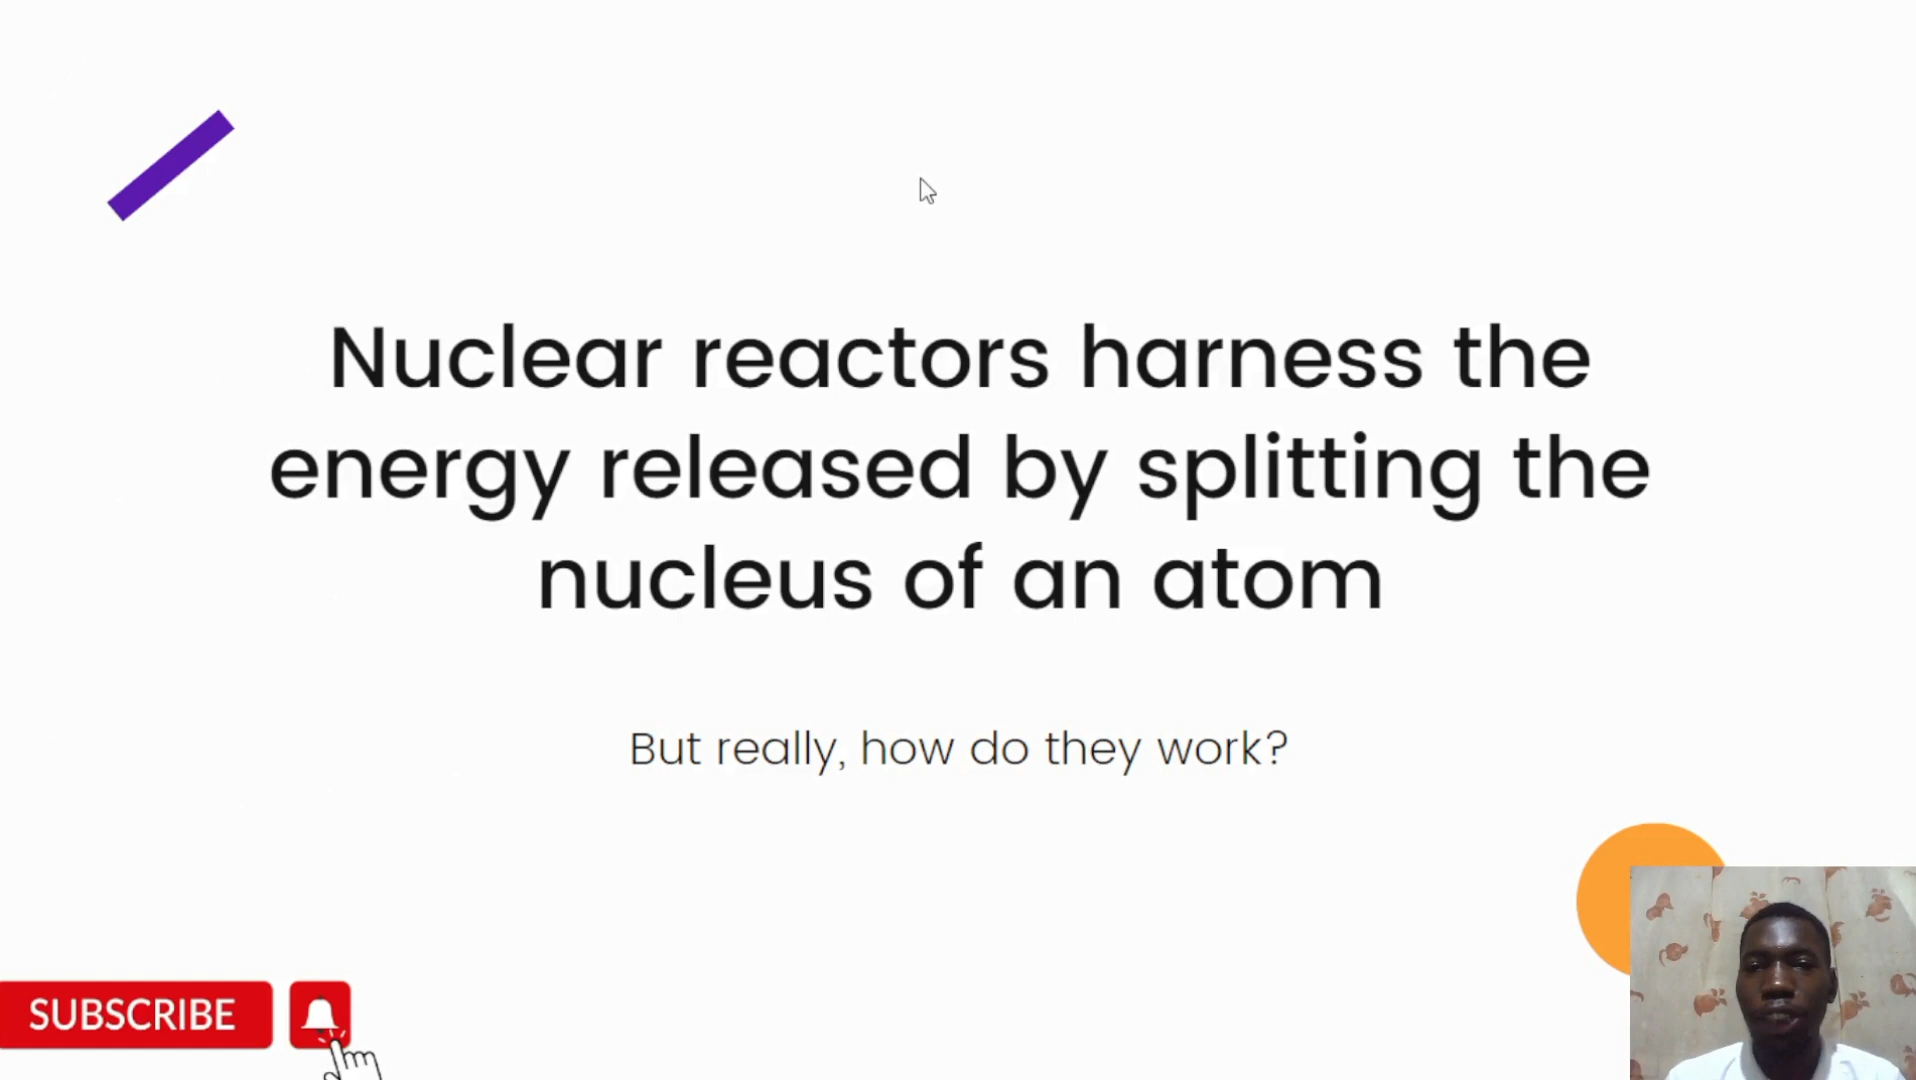 Nuclear reactors harness the
energy released by splitting the
nucleus of an atom
But really, how do they work?
SUBSCRIBE